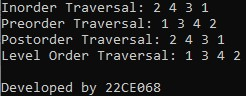 Inorder Traversal: 2 4 3 1
Preorder Traversal: 1 3 4 2
Postorder Traversal: 2 4 3 1
Level Order Traversal: 1 3 4 2
Developed by 22CE068